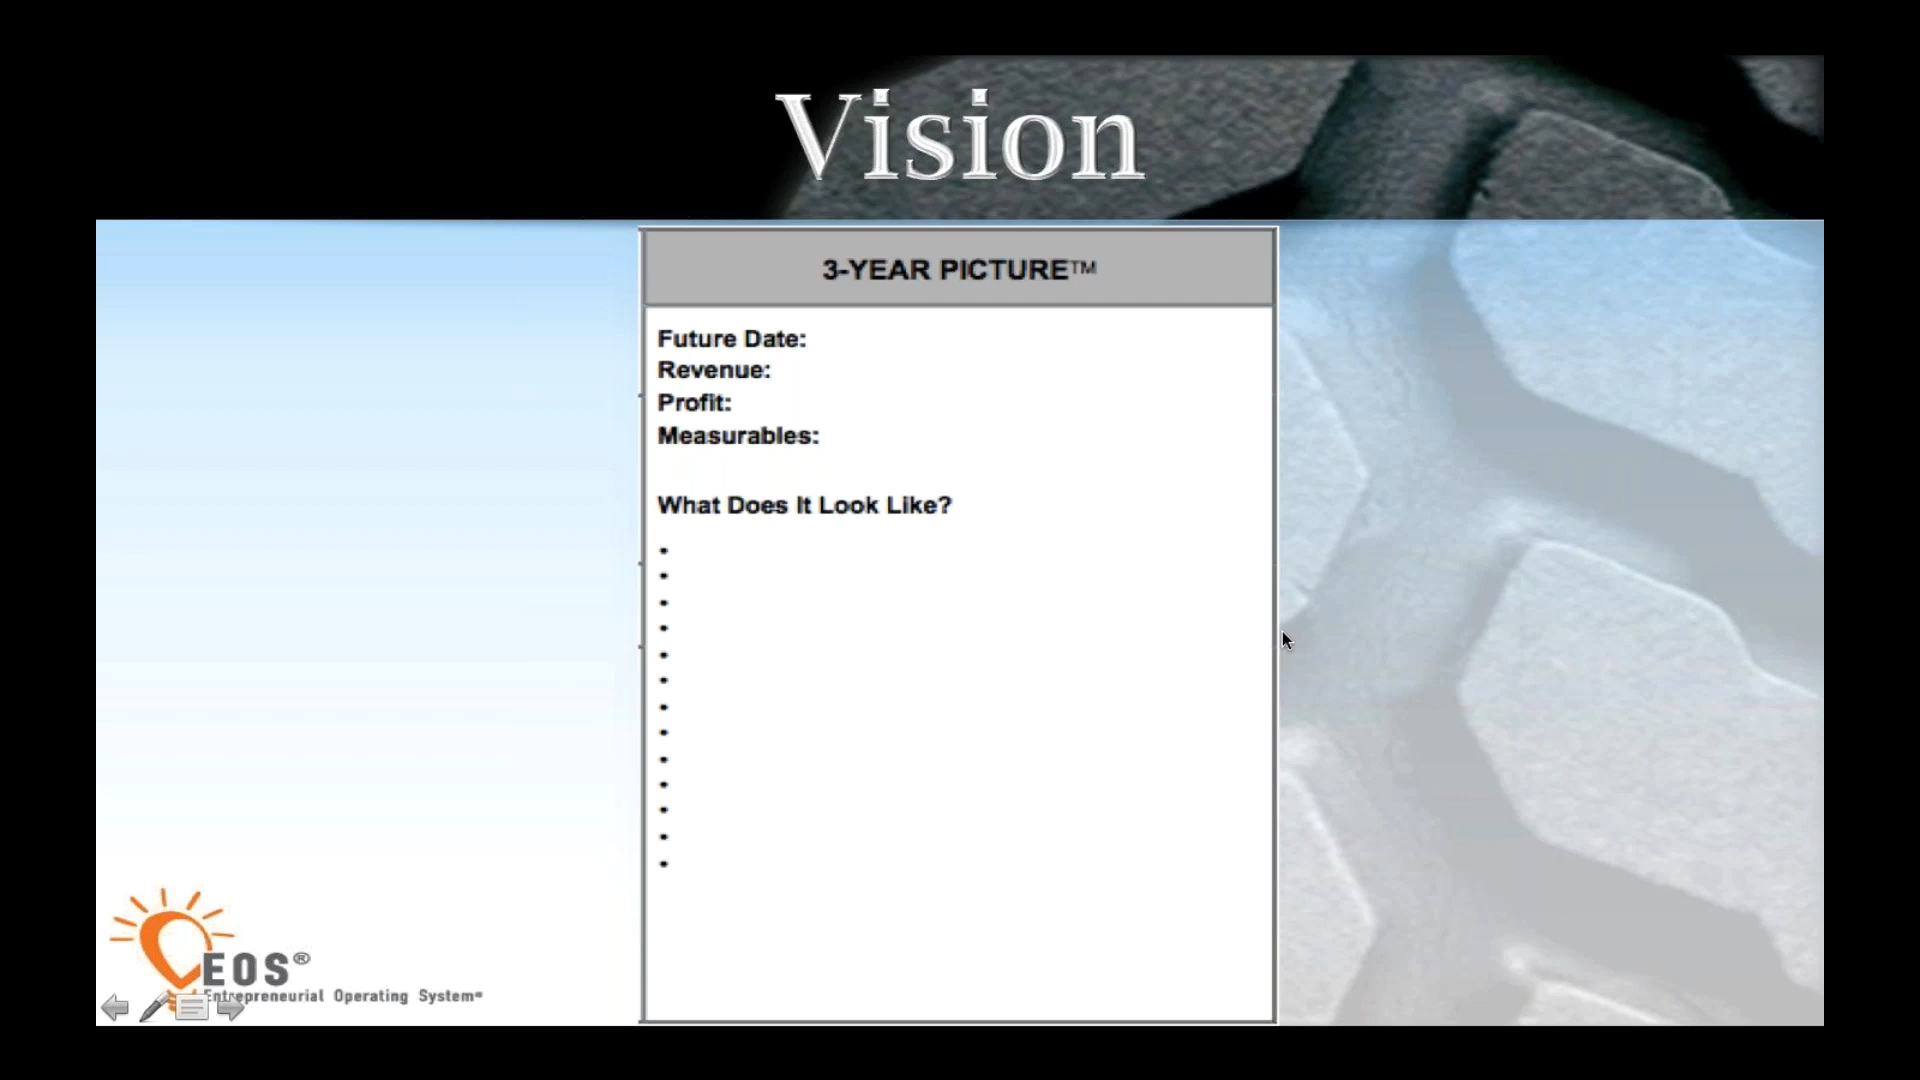 Vision
3-YEAR PICTURE™
Future Date:
Revenue:
Profit:
Measurables:
What Does It Look Like?
•
•
•
•
•
•
•
•
•
•
•
•
•
EOS®
Entrepreneurial Operating System®